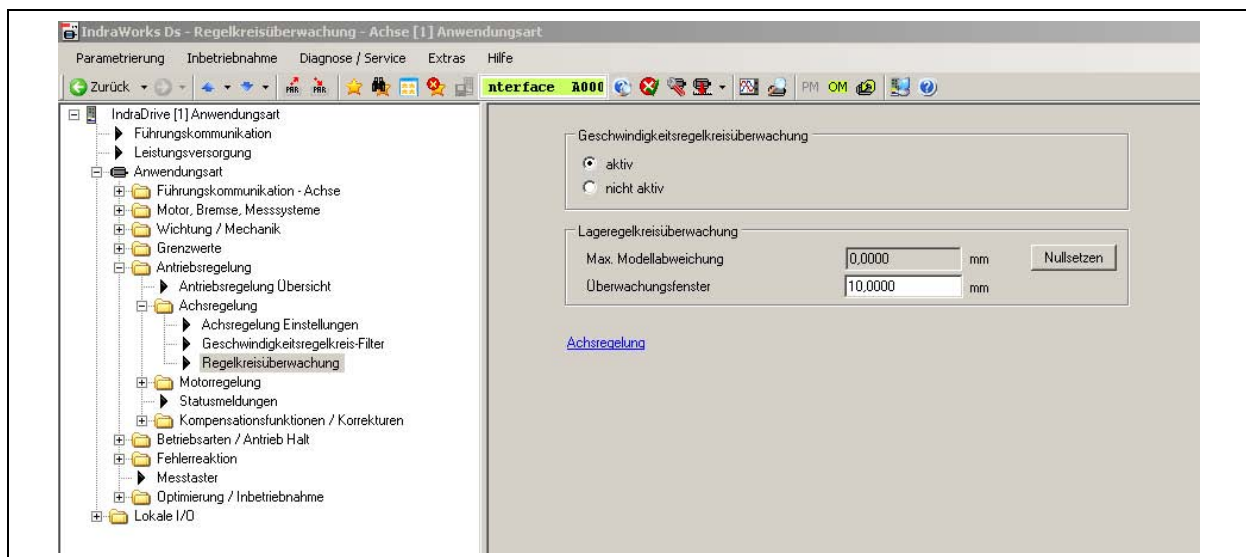 IndraWorks Ds - Regelkreisüberwachung - Achse [1] Anwendungsart
Parametrierung Inbetriebnahme Diagnose / Service Extras Hilfe
Zurück PAR PAR nterface A000 PM OM
IndraDrive [1] Anwendungsart
Führungskommunikation
Leistungsversorgung
Anwendungsart
Führungskommunikation - Achse
Motor, Bremse, Messsysteme
Wichtung / Mechanik
Grenzwerte
Antriebsregelung
Antriebsregelung Übersicht
Achsregelung
Achsregelung Einstellungen
Geschwindigkeitsregelkreis-Filter
Regelkreisüberwachung
Motorregelung
Statusmeldungen
Kompensationsfunktionen / Korrekturen
Betriebsarten / Antrieb Halt
Fehlerreaktion
Messtaster
Optimierung / Inbetriebnahme
Lokale I/O
Geschwindigkeitsregelkreisüberwachung
aktiv
nicht aktiv
Lageregelkreisüberwachung
Max. Modellabweichung 0,0000 mm Nullsetzen
Überwachungsfenster 10,0000 mm
Achsregelung